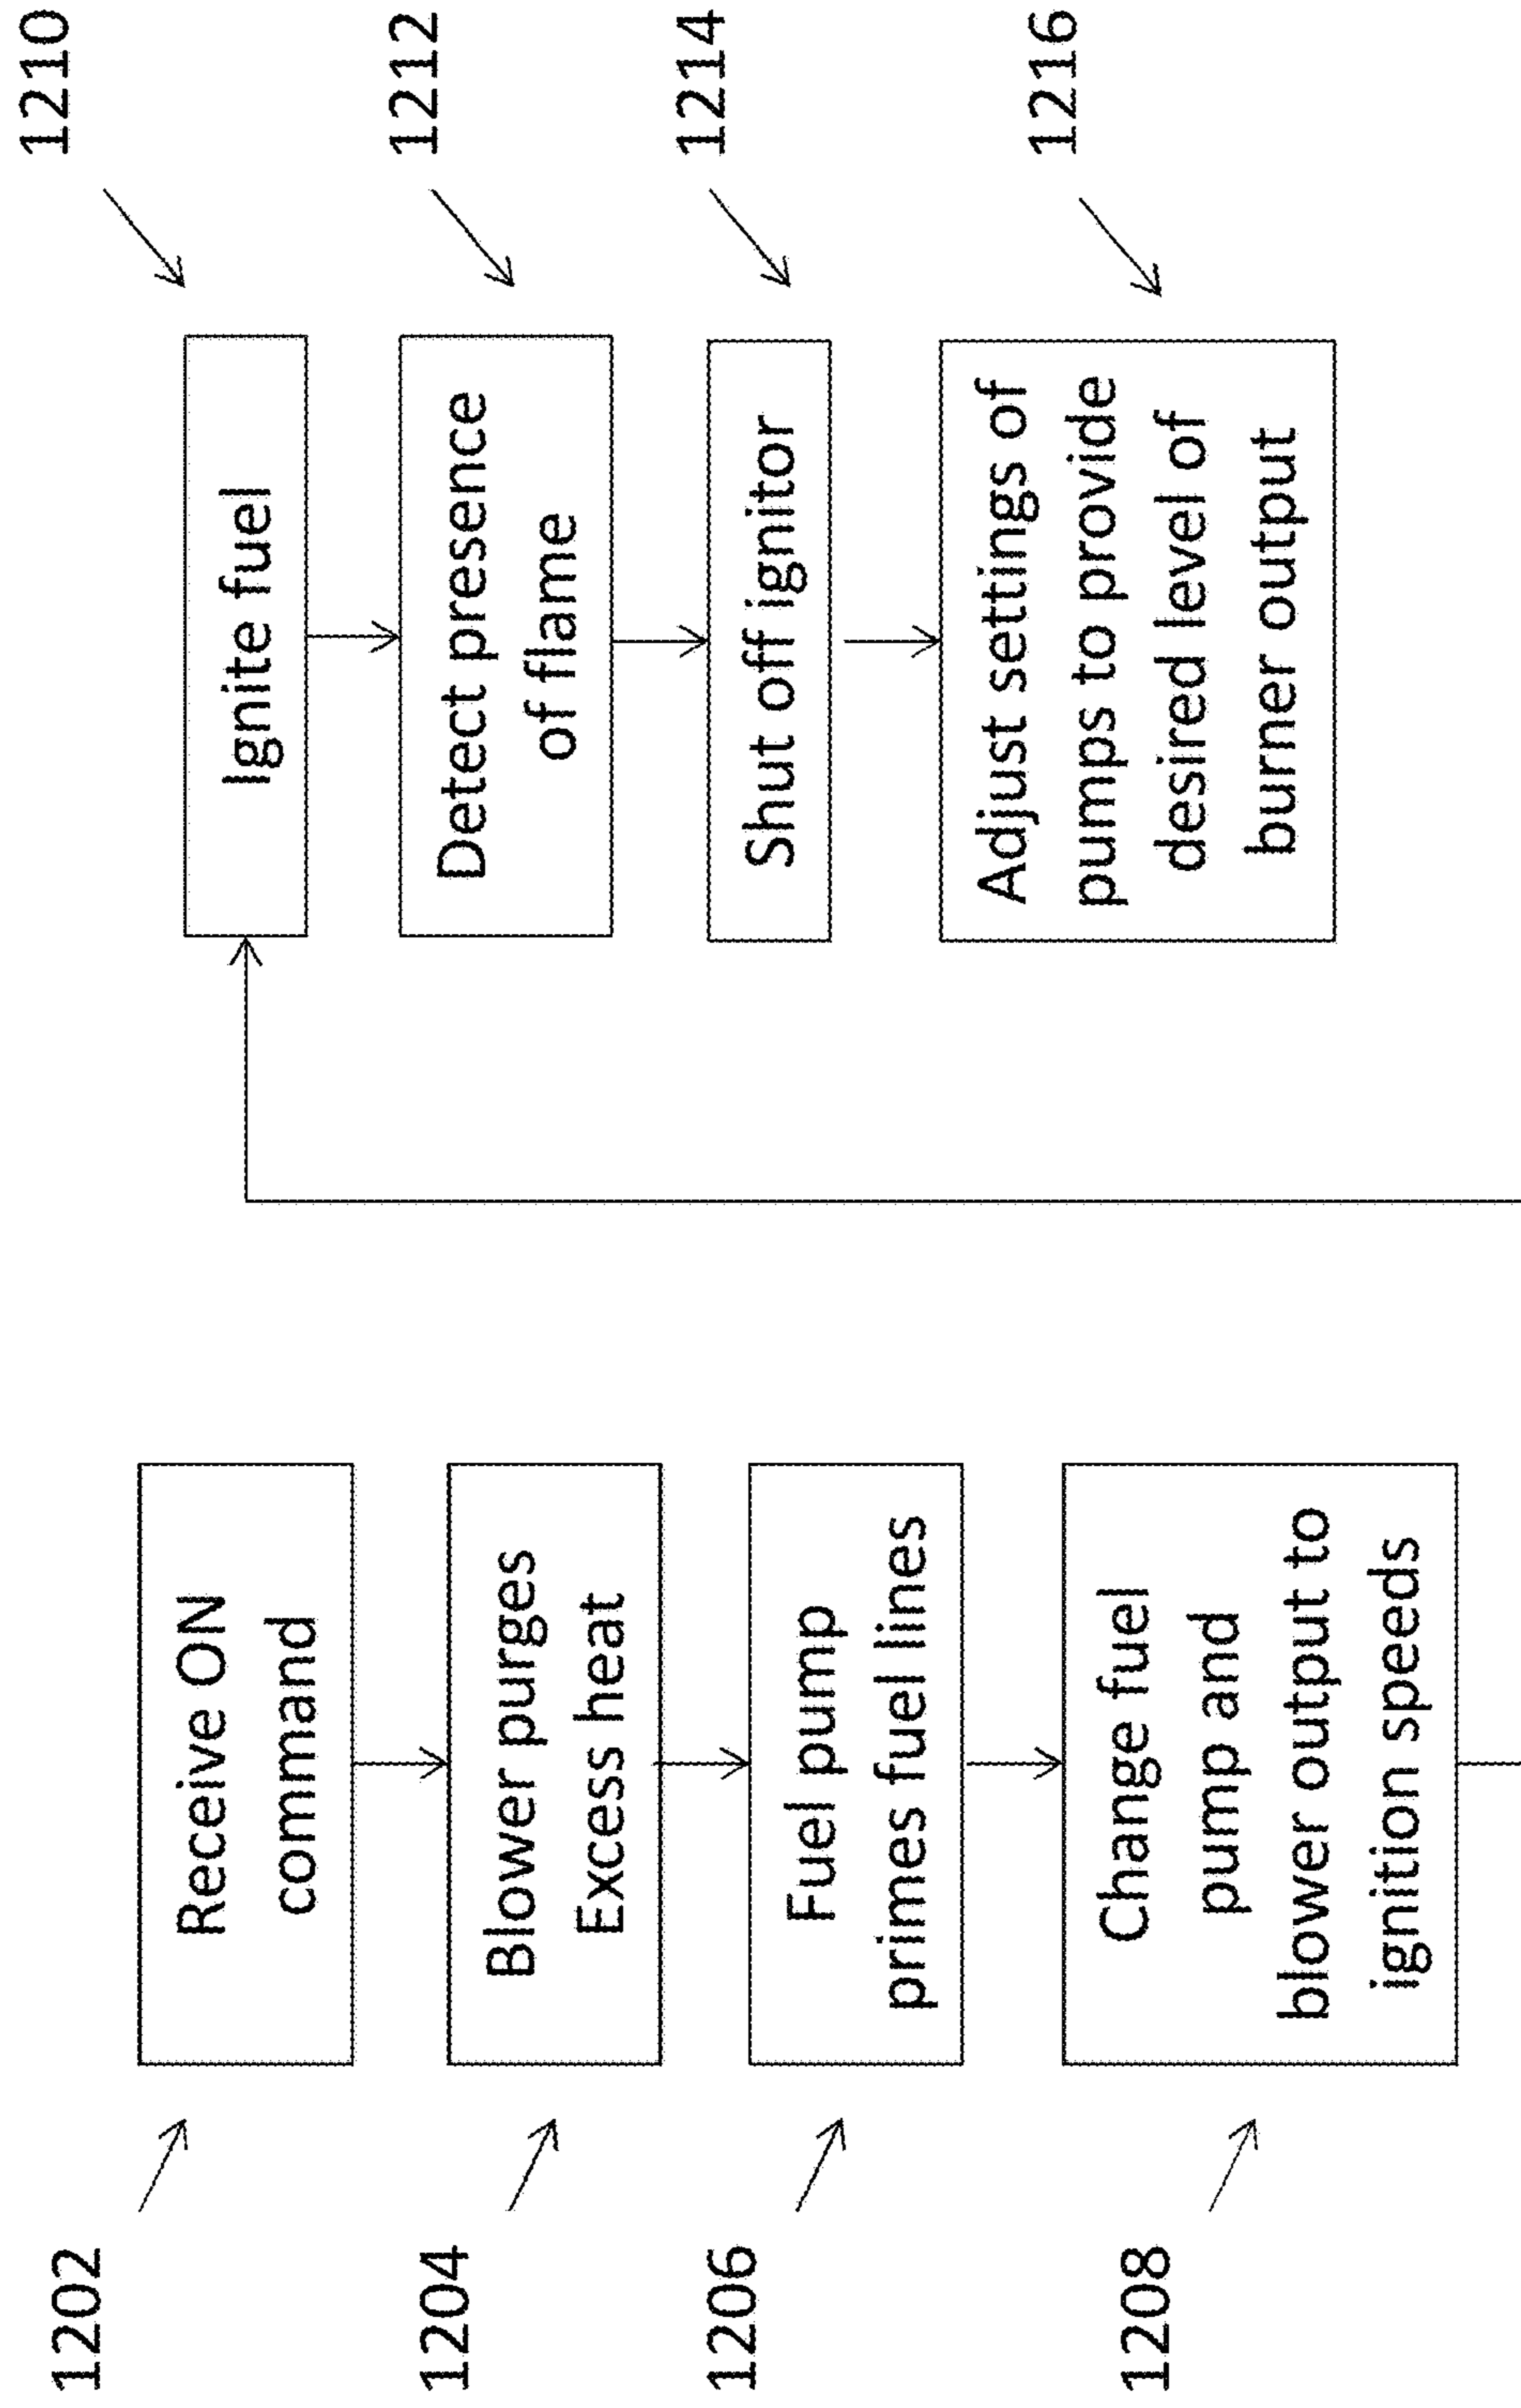 1202
Receive ON
command
1204
Blower purges
Excess heat
1206
Fuel pump
primes fuel lines
1208
Change fuel
pump and
blower output to
ignition speeds
1210
Ignite fuel
1212
Detect presence
of flame
1214
Shut off ignitor
1216
Adjust settings of
pumps to provide
desired level of
burner output